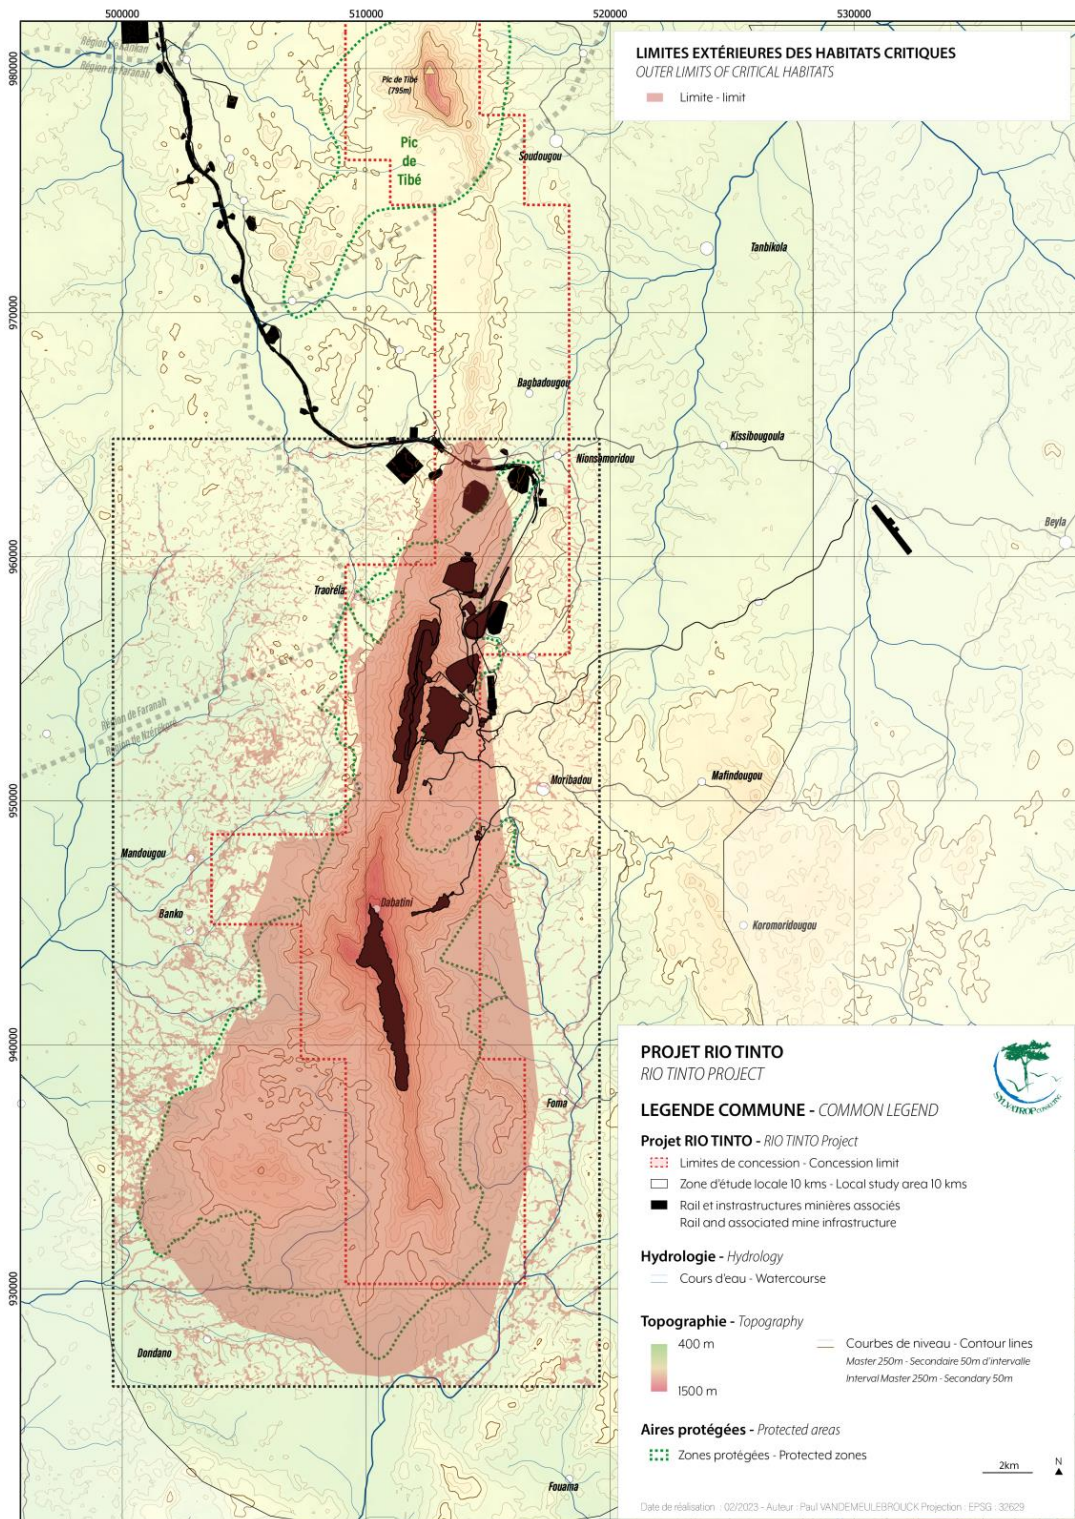 500000
510000
520000
530000
980000
970000
960000
950000
940000
930000
Région de Kankan
Région de Faranah
Pic de Tibé
(795m)
Pic
de
Tibé
Soudougou
Tanbikola
Bagbadougou
Kissibougoula
Nionsamoridou
Beyla
Traoréla
Région de Faranah
Région de Nzérékoré
Moribadou
Mafindougou
Mandougou
Banko
Dabatini
Koromoridougou
Foma
Dondano
Fouama
LIMITES EXTÉRIEURES DES HABITATS CRITIQUES
OUTER LIMITS OF CRITICAL HABITATS
Limite - limit
PROJET RIO TINTO
RIO TINTO PROJECT
SYLVATROP CONSULTING
LEGENDE COMMUNE - COMMON LEGEND
Projet RIO TINTO - RIO TINTO Project
Limites de concession - Concession limit
Zone d'étude locale 10 kms - Local study area 10 kms
Rail et instrastructures minières associés
Rail and associated mine infrastructure
Hydrologie - Hydrology
Cours d'eau - Watercourse
Topographie - Topography
400 m
1500 m
Courbes de niveau - Contour lines
Master 250m - Secondaire 50m d'intervalle
Interval Master 250m - Secondary 50m
Aires protégées - Protected areas
Zones protégées - Protected zones
2km
N
Date de réalisation : 02/2023 - Auteur : Paul VANDEMEULEBROUCK Projection : EPSG : 32629